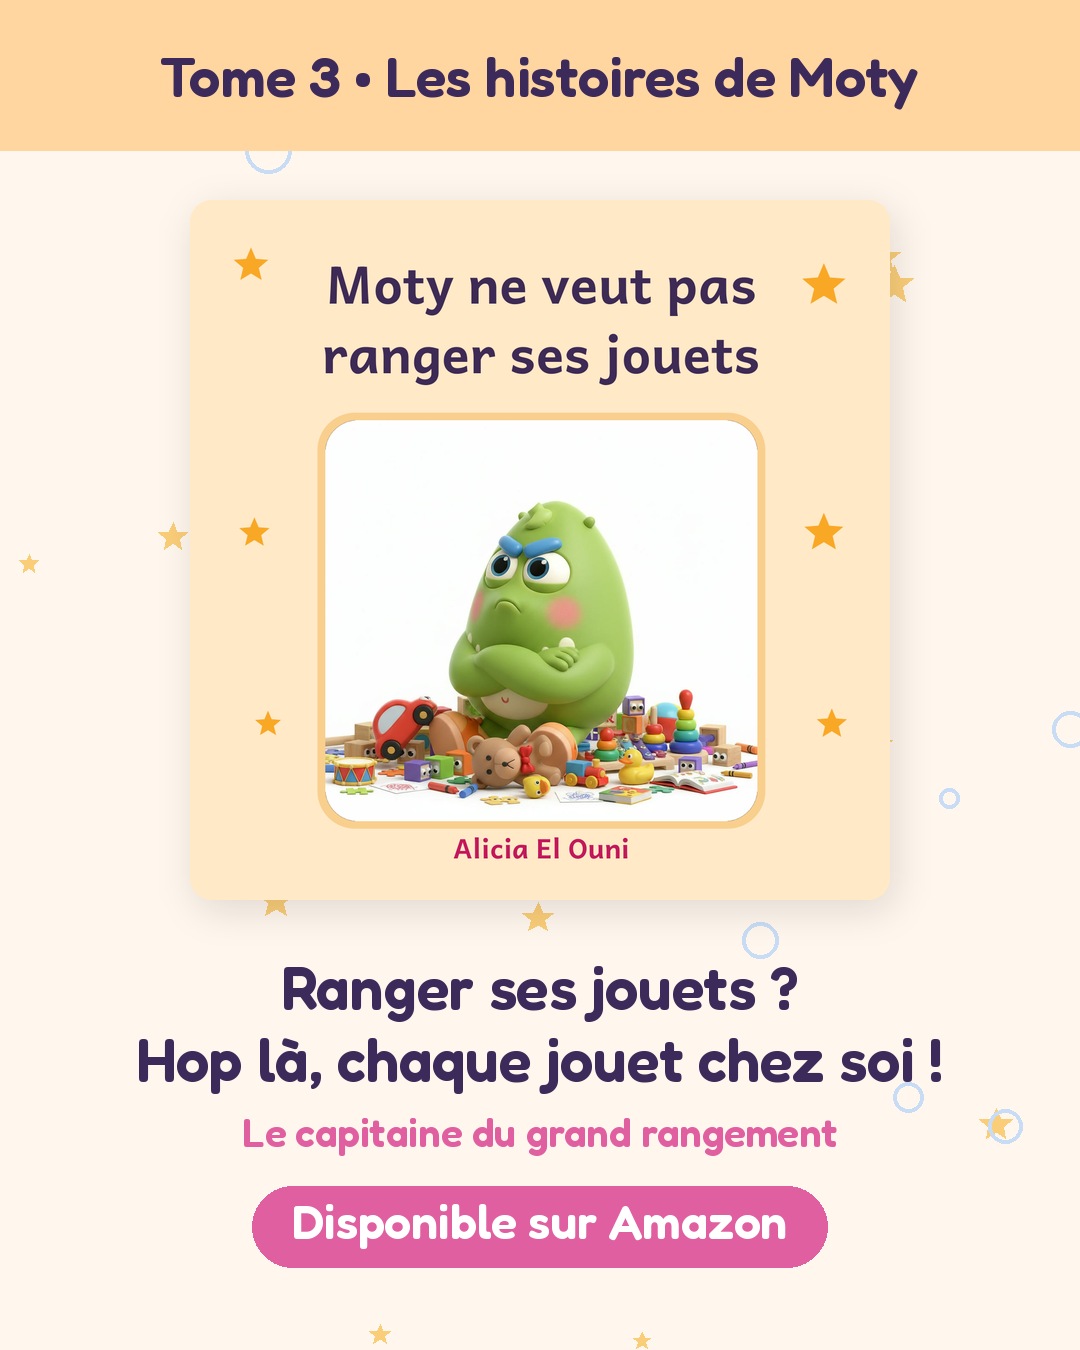 Tome 3 • Les histoires de Moty
Moty ne veut pas
ranger ses jouets
Alicia El Ouni
Ranger ses jouets ?
Hop là, chaque jouet chez soi !
Le capitaine du grand rangement
Disponible sur Amazon